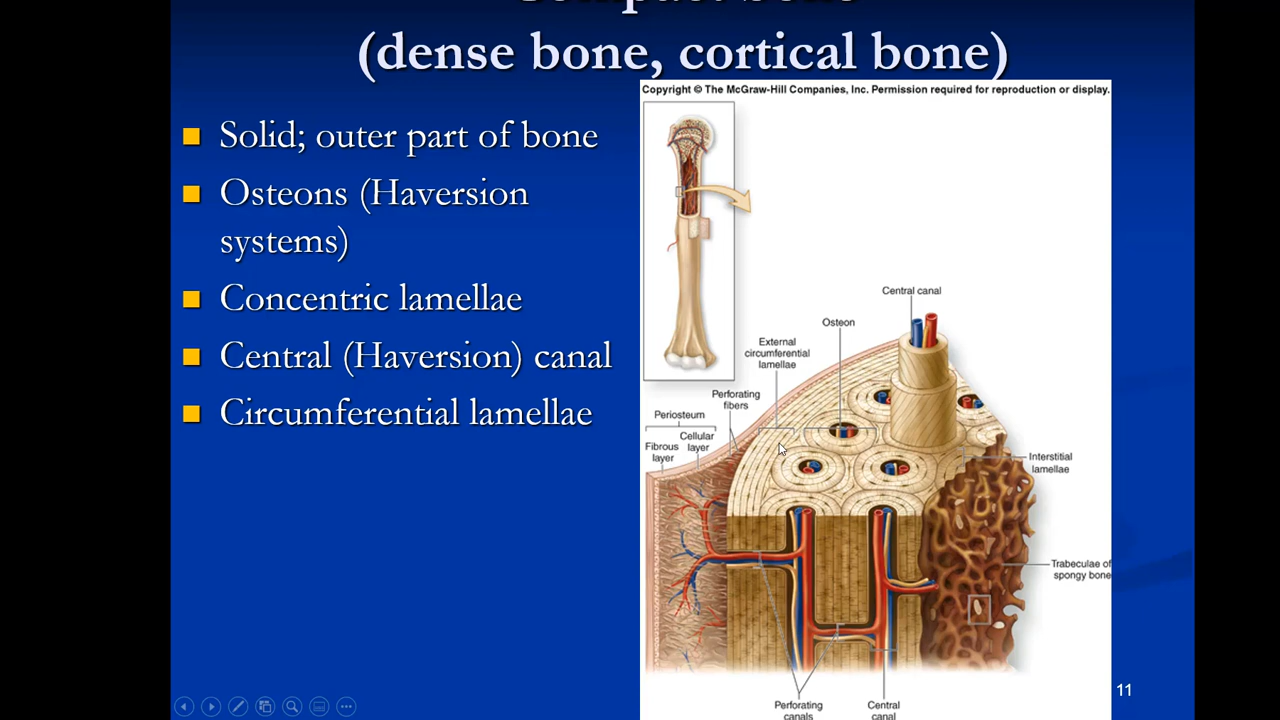 (dense bone, cortical bone)
Copyright © The McGraw-Hill Companies, Inc. Permission required for reproduction or display.
Solid; outer part of bone
Osteons (Haversion
systems)
Concentric lamellae
Central (Haversion) canal
Circumferential lamellae
Central canal
Osteon
External
circumferential
lamellae
Perforating
fibers
Periosteum
Cellular
layer
Fibrous
layer
Interstitial
lamellae
Trabeculae of
spongy bone
Perforating
canals
Central
canal
11